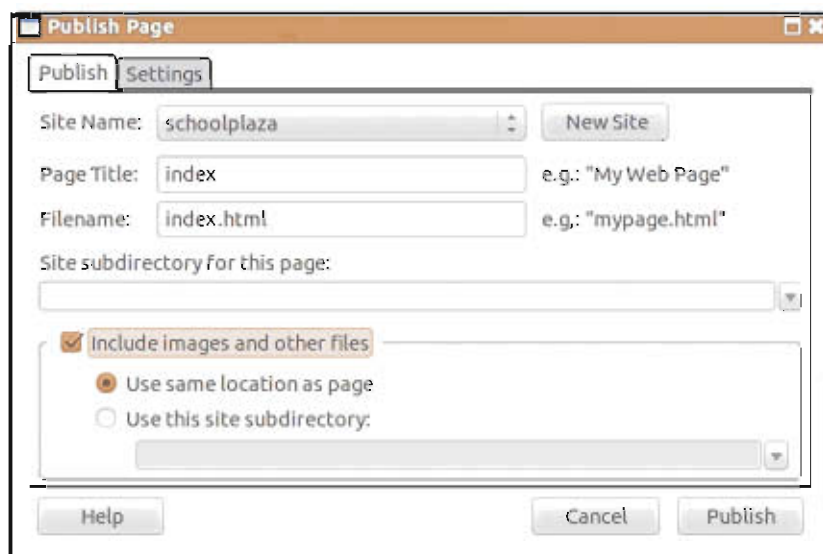 Publish Page
Publish Settings
Site Name: schoolplaza New Site
Page Title: index e.g.: "My Web Page"
Filename: index.html e.g,: "mypage.html"
Site subdirectory for this page:
Include images and other files
Use same location as page
Use this site subdirectory:
Help Cancel Publish